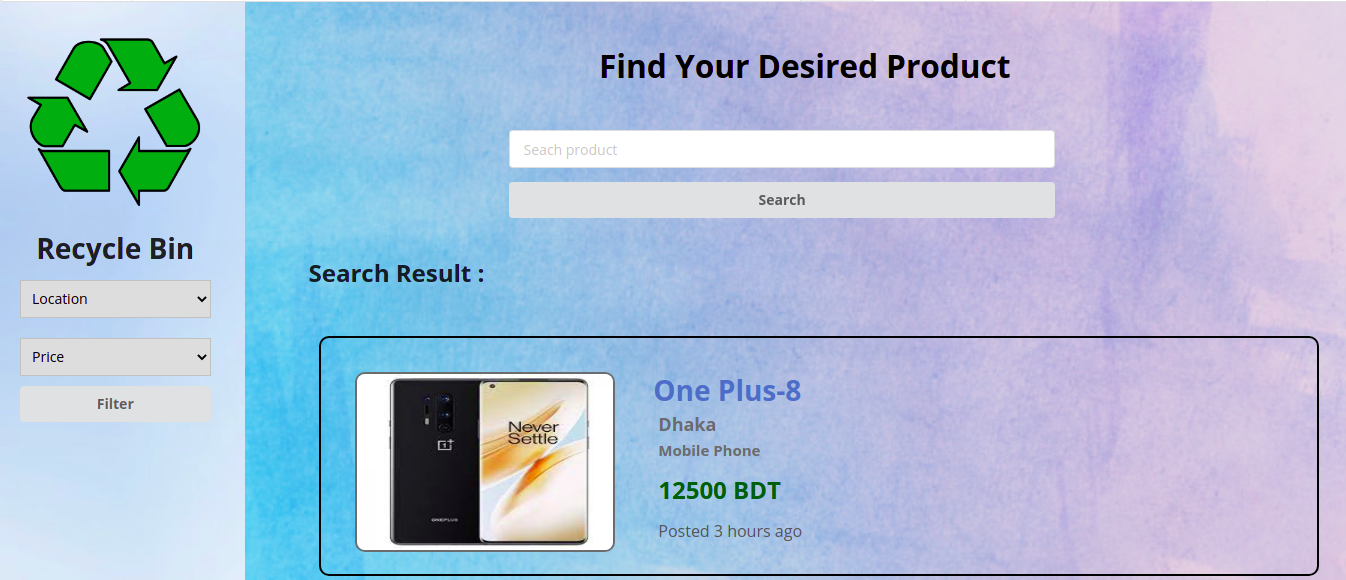 Recycle Bin
Location
Price
Filter
Find Your Desired Product
Seach product
Search
Search Result :
Never
Settle
ONEPLUS
One Plus-8
Dhaka
Mobile Phone
12500 BDT
Posted 3 hours ago